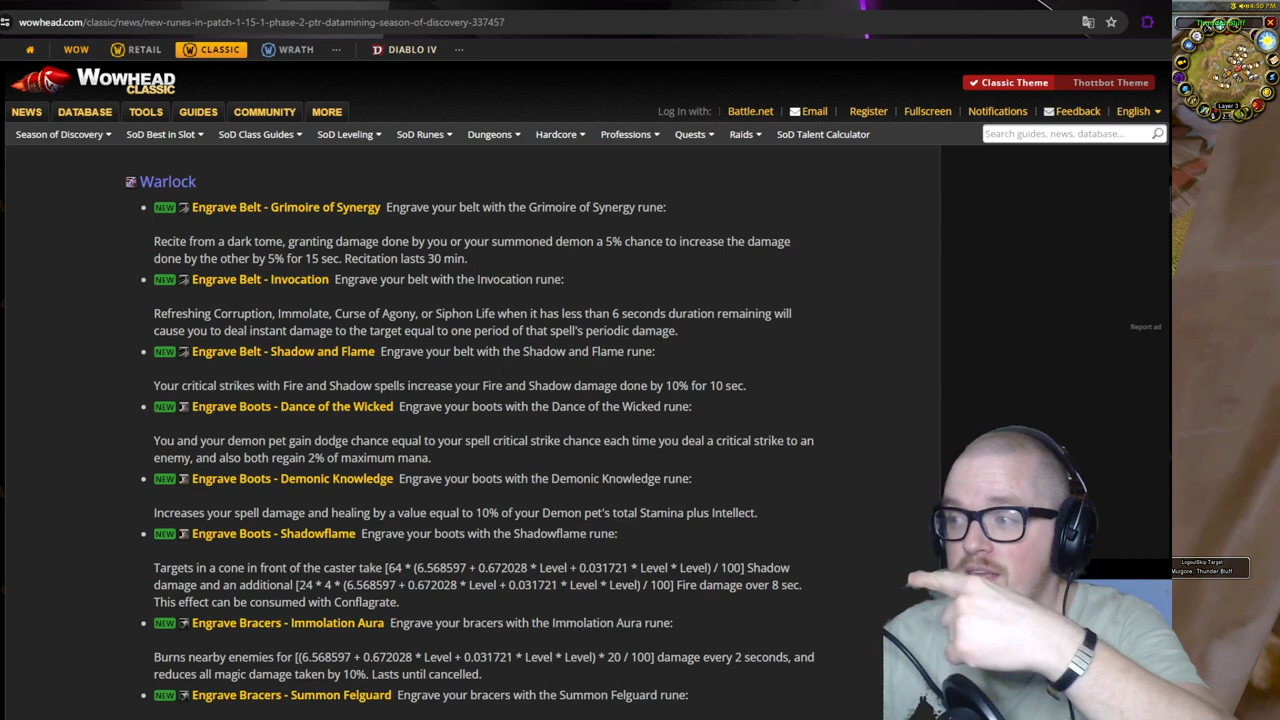 wowhead.com/classic/news/new-runes-in-patch-1-15-1-phase-2-ptr-datamining-season-of-discovery-337457
4:50 PM
Thunder Bluff
WOW RETAIL CLASSIC WRATH ... DIABLO IV ...
WOWHEAD
CLASSIC
Classic Theme Thottbot Theme
NEWS DATABASE TOOLS GUIDES COMMUNITY MORE
Log In with: Battle.net Email Register Fullscreen Notifications Feedback English
Season of Discovery SoD Best in Slot SoD Class Guides SoD Leveling SoD Runes Dungeons Hardcore Professions Quests Raids SoD Talent Calculator
Search guides, news, database...
Layer 3
Warlock
NEW Engrave Belt - Grimoire of Synergy Engrave your belt with the Grimoire of Synergy rune:
Recite from a dark tome, granting damage done by you or your summoned demon a 5% chance to increase the damage
done by the other by 5% for 15 sec. Recitation lasts 30 min.
NEW Engrave Belt - Invocation Engrave your belt with the Invocation rune:
Refreshing Corruption, Immolate, Curse of Agony, or Siphon Life when it has less than 6 seconds duration remaining will
cause you to deal instant damage to the target equal to one period of that spell's periodic damage.
Report ad
NEW Engrave Belt - Shadow and Flame Engrave your belt with the Shadow and Flame rune:
Your critical strikes with Fire and Shadow spells increase your Fire and Shadow damage done by 10% for 10 sec.
NEW Engrave Boots - Dance of the Wicked Engrave your boots with the Dance of the Wicked rune:
You and your demon pet gain dodge chance equal to your spell critical strike chance each time you deal a critical strike to an
enemy, and also both regain 2% of maximum mana.
NEW Engrave Boots - Demonic Knowledge Engrave your boots with the Demonic Knowledge rune:
Increases your spell damage and healing by a value equal to 10% of your Demon pet's total Stamina plus Intellect.
NEW Engrave Boots - Shadowflame Engrave your boots with the Shadowflame rune:
Targets in a cone in front of the caster take [64 * (6.568597 + 0.672028 * Level + 0.031721 * Level * Level) / 100] Shadow
damage and an additional [24 * 4 * (6.568597 + 0.672028 * Level + 0.031721 * Level * Level) / 100] Fire damage over 8 sec.
This effect can be consumed with Conflagrate.
LogoutSkip Target
Mulgore, Thunder Bluff
NEW Engrave Bracers - Immolation Aura Engrave your bracers with the Immolation Aura rune:
Burns nearby enemies for [(6.568597 + 0.672028 * Level + 0.031721 * Level * Level) * 20 / 100] damage every 2 seconds, and
reduces all magic damage taken by 10%. Lasts until cancelled.
NEW Engrave Bracers - Summon Felguard Engrave your bracers with the Summon Felguard rune: